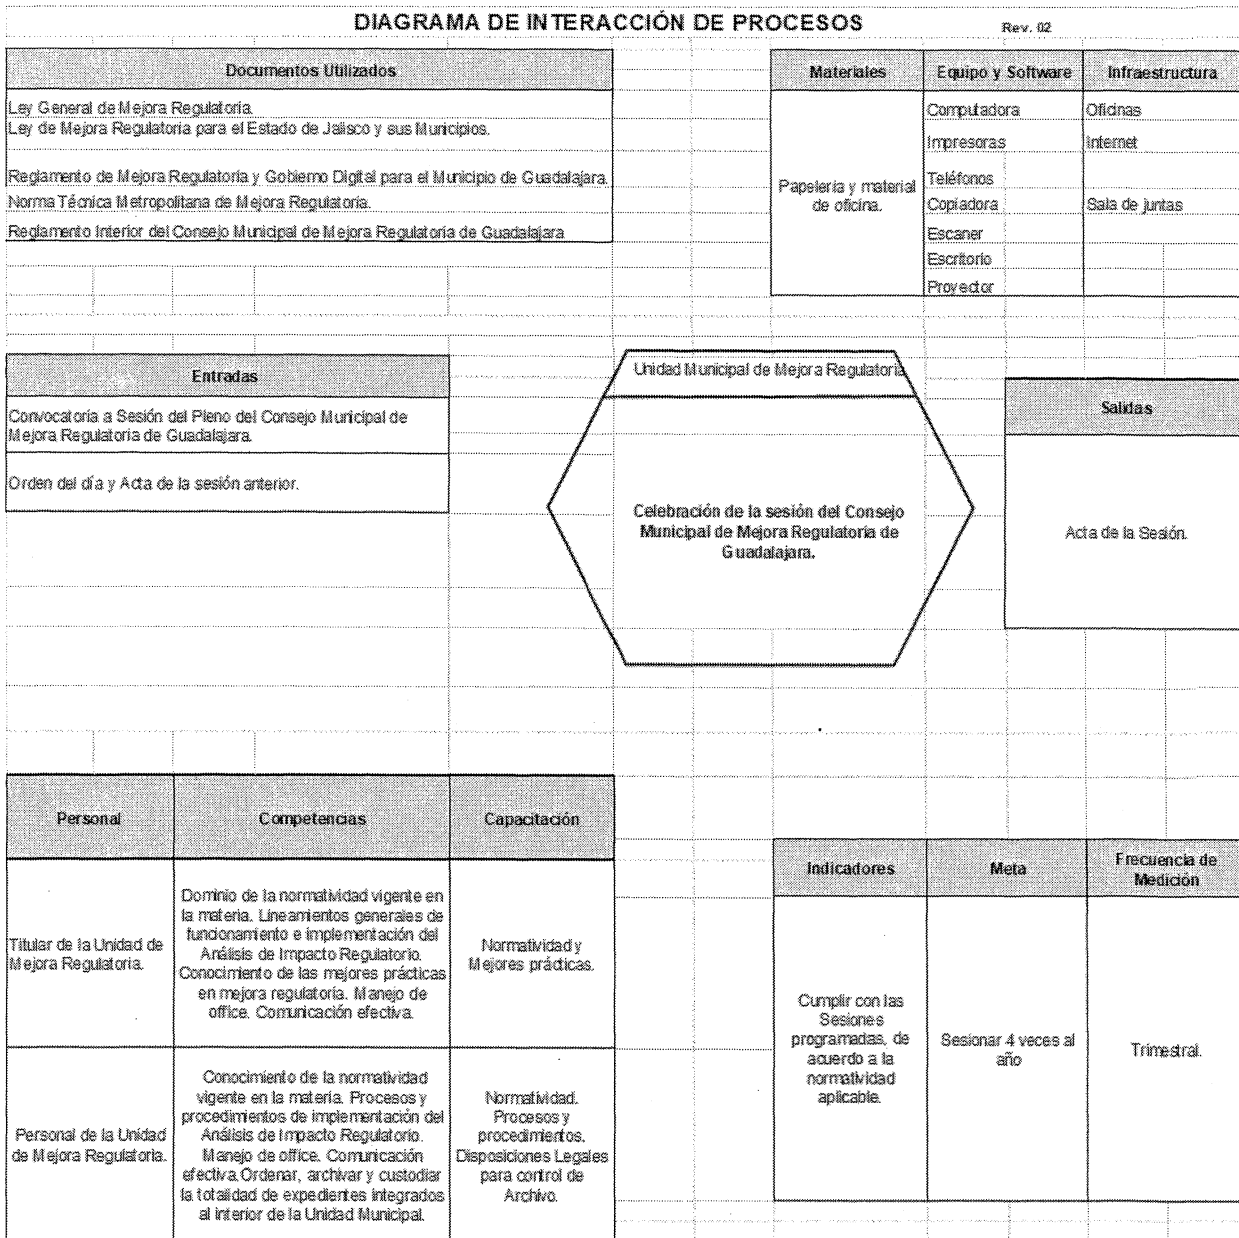 DIAGRAMA DE INTERACCIÓN DE PROCESOS
Rev. 02
Documentos Utilizados
Ley General de Mejora Regulatoria.
Ley de Mejora Regulatoria para el Estado de Jalisco y sus Municipios.
Reglamento de Mejora Regulatoria y Gobierno Digital para el Municipio de Guadalajara.
Norma Técnica Metropolitana de Mejora Regulatoria.
Reglamento Interior del Consejo Municipal de Mejora Regulatoria de Guadalajara
Materiales
Papelería y material
de oficina.
Equipo y Software
Computadora
Impresoras
Teléfonos
Copiadora
Escaner
Escritorio
Proyector
Infraestructura
Oficinas
Internet
Sala de juntas
Entradas
Convocatoria a Sesión del Pleno del Consejo Municipal de
Mejora Regulatoria de Guadalajara.
Orden del día y Acta de la sesión anterior.
Unidad Municipal de Mejora Regulatoria
Celebración de la sesión del Consejo
Municipal de Mejora Regulatoria de
Guadalajara.
Salidas
Acta de la Sesión.
Personal
Competencias
Capacitación
Titular de la Unidad de
Mejora Regulatoria.
Dominio de la normatividad vigente en
la materia. Lineamientos generales de
funcionamiento e implementación del
Análisis de Impacto Regulatorio.
Conocimiento de las mejores prácticas
en mejora regulatoria. Manejo de
office. Comunicación efectiva.
Normatividad y
Mejores prácticas.
Personal de la Unidad
de Mejora Regulatoria.
Conocimiento de la normatividad
vigente en la materia. Procesos y
procedimientos de implementación del
Análisis de Impacto Regulatorio.
Manejo de office. Comunicación
efectiva.Ordenar, archivar y custodiar
la totalidad de expedientes integrados
al interior de la Unidad Municipal.
Normatividad.
Procesos y
procedimientos.
Disposiciones Legales
para control de
Archivo.
Indicadores
Meta
Frecuencia de
Medición
Cumplir con las
Sesiones
programadas, de
acuerdo a la
normatividad
aplicable.
Sesionar 4 veces al
año
Trimestral.